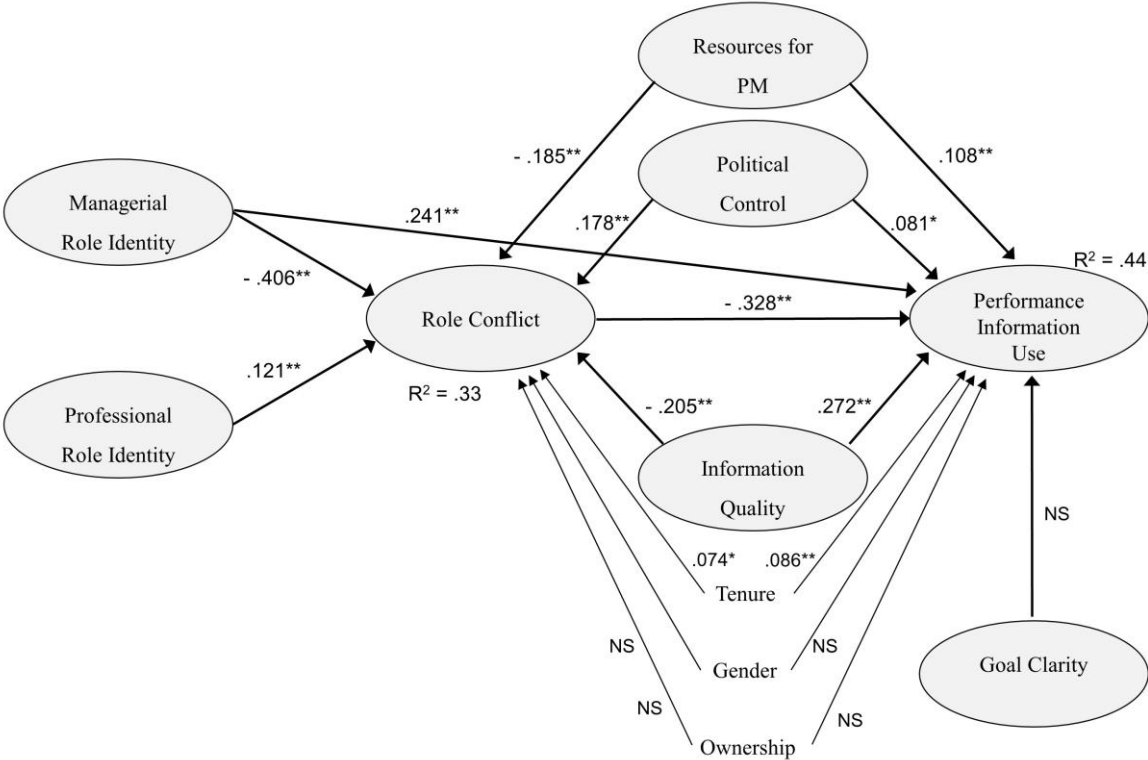 Resources for
PM
- .185**
.108**
Political
Control
Managerial
Role Identity
.241**
.178**
.081*
R² = .44
- .406**
Role Conflict
- .328**
Performance
Information
Use
.121**
R² = .33
Professional
Role Identity
- .205**
.272**
Information
Quality
NS
.074*
.086**
Tenure
NS
Gender
NS
Goal Clarity
NS
NS
Ownership